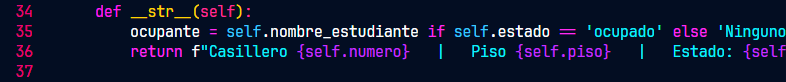 34 def __str__(self):
35 ocupante = self.nombre_estudiante if self.estado == 'ocupado' else 'Ninguno
36 return f"Casillero {self.numero} | Piso {self.piso} | Estado: {self
37